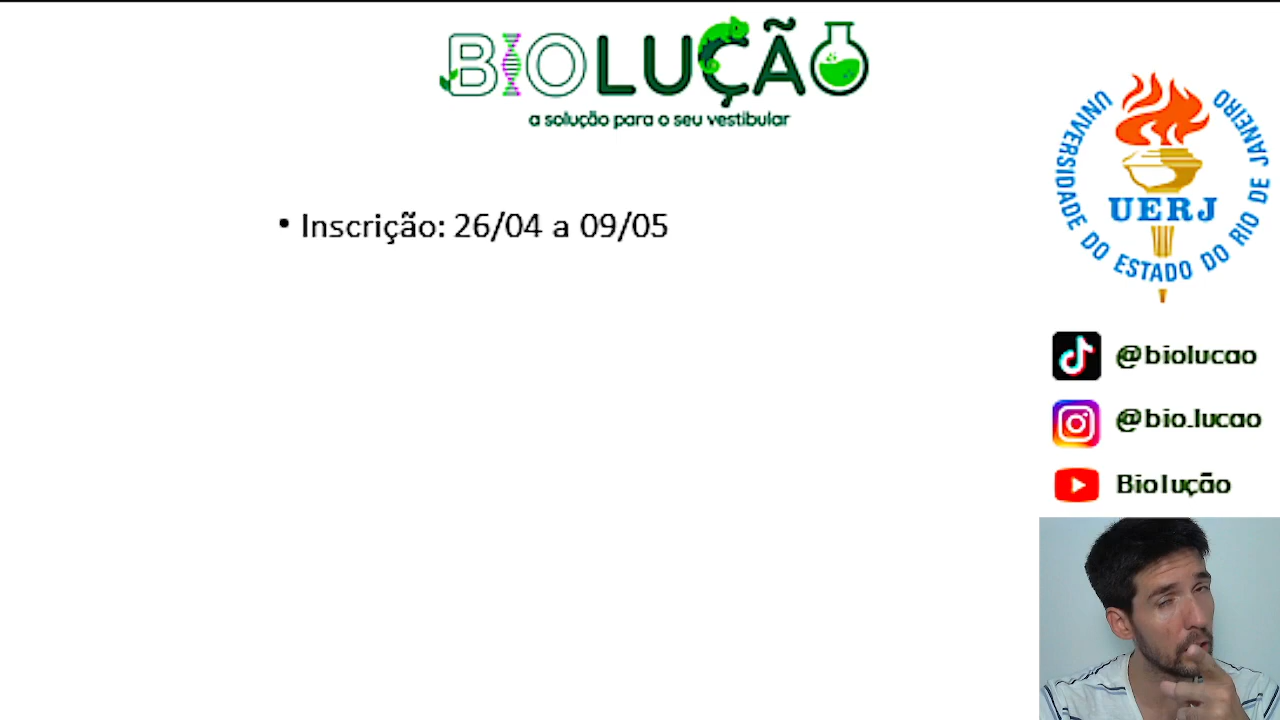 BIOLUÇÃO
a solução para o seu vestibular
UNIVERSIDADE DO ESTADO DO RIO DE JANEIRO
UERJ
• Inscrição: 26/04 a 09/05
@biolucao
@bio.lucao
Biolução